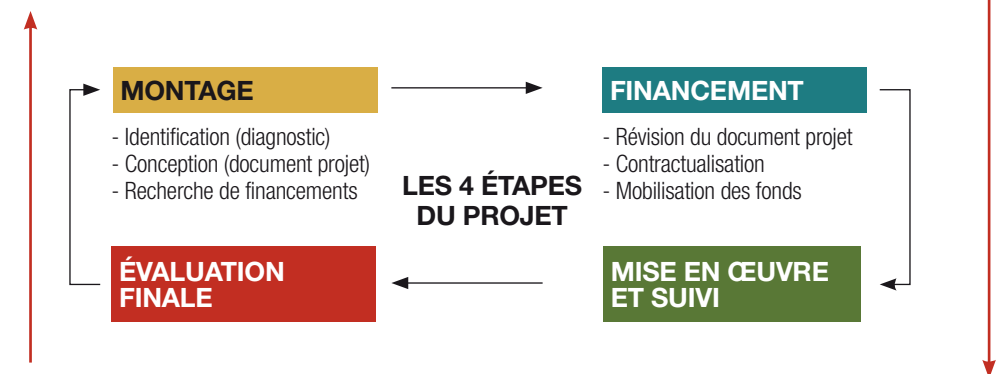 MONTAGE
- Identification (diagnostic)
- Conception (document projet)
- Recherche de financements
FINANCEMENT
- Révision du document projet
- Contractualisation
- Mobilisation des fonds
LES 4 ÉTAPES
DU PROJET
ÉVALUATION
FINALE
MISE EN ŒUVRE
ET SUIVI